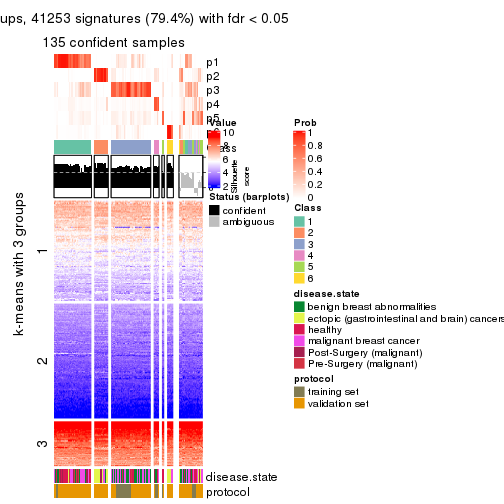 ups, 41253 signatures (79.4%) with fdr < 0.05
135 confident samples
p1
p2
p3
p4
p5
Value
10
8
6
4
2
Silhouette
score
Status (barplots)
confident
ambiguous
Prob
1
0.8
0.6
0.4
0.2
0
Class
1
2
3
4
5
6
disease.state
benign breast abnormalities
ectopic (gastrointestinal and brain) cancers
healthy
malignant breast cancer
Post-Surgery (malignant)
Pre-Surgery (malignant)
protocol
training set
validation set
k-means with 3 groups
1
2
3
disease.state
protocol